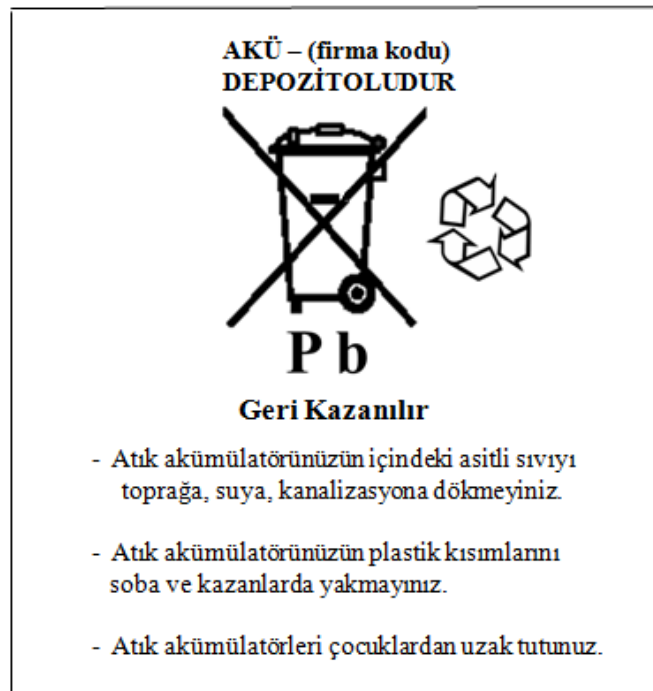 AKÜ – (firma kodu)
DEPOZİTOLUDUR
P b
Geri Kazanılır
- Atık akümülatörünüzün içindeki asitli sıvıyı
toprağa, suya, kanalizasyona dökmeyiniz.
- Atık akümülatörünüzün plastik kısımlarını
soba ve kazanlarda yakmayınız.
- Atık akümülatörleri çocuklardan uzak tutunuz.